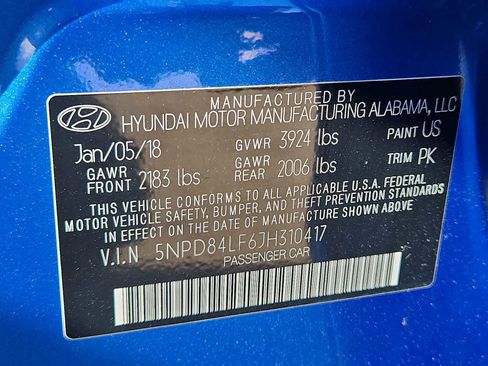 MANUFACTURED BY
HYUNDAI MOTOR MANUFACTURING ALABAMA, LLC
Jan/05/18 GVWR 3924 lbs PAINT US
GAWR FRONT 2183 lbs GAWR REAR 2006 lbs TRIM PK
THIS VEHICLE CONFORMS TO ALL APPLICABLE U.S.A FEDERAL
MOTOR VEHICLE SAFETY, BUMPER, AND THEFT PREVENTION STANDARDS
IN EFFECT ON THE DATE OF MANUFACTURE SHOWN ABOVE.
V.I.N 5NPD84LF6JH310417
PASSENGER CAR